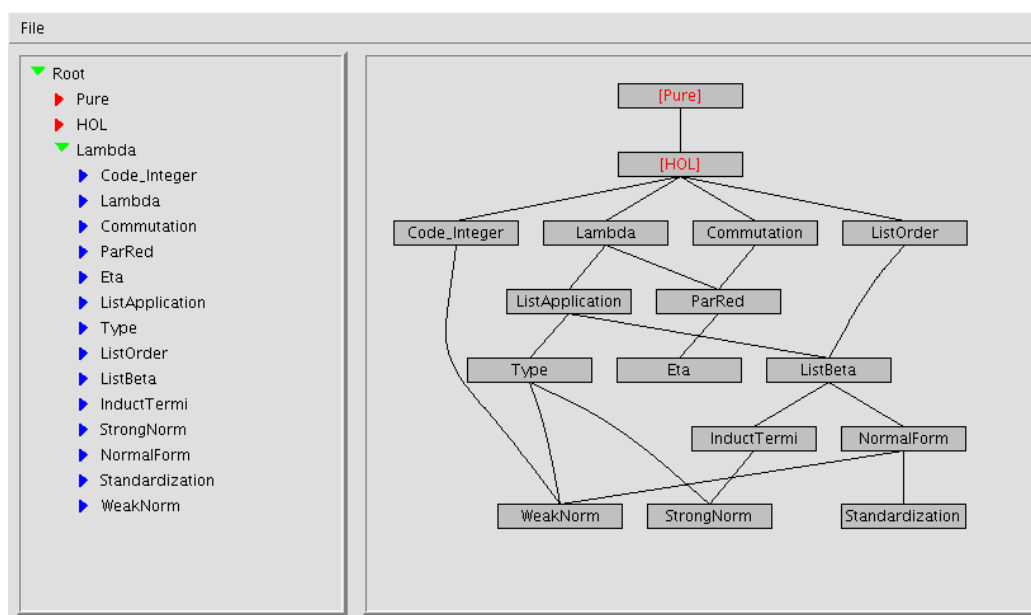 File
Root
Pure
HOL
Lambda
Code_Integer
Lambda
Commutation
ParRed
Eta
ListApplication
Type
ListOrder
ListBeta
InductTermi
StrongNorm
NormalForm
Standardization
WeakNorm
[Pure]
[HOL]
Code_Integer Lambda Commutation ListOrder
ListApplication ParRed
Type Eta ListBeta
InductTermi NormalForm
WeakNorm StrongNorm Standardization